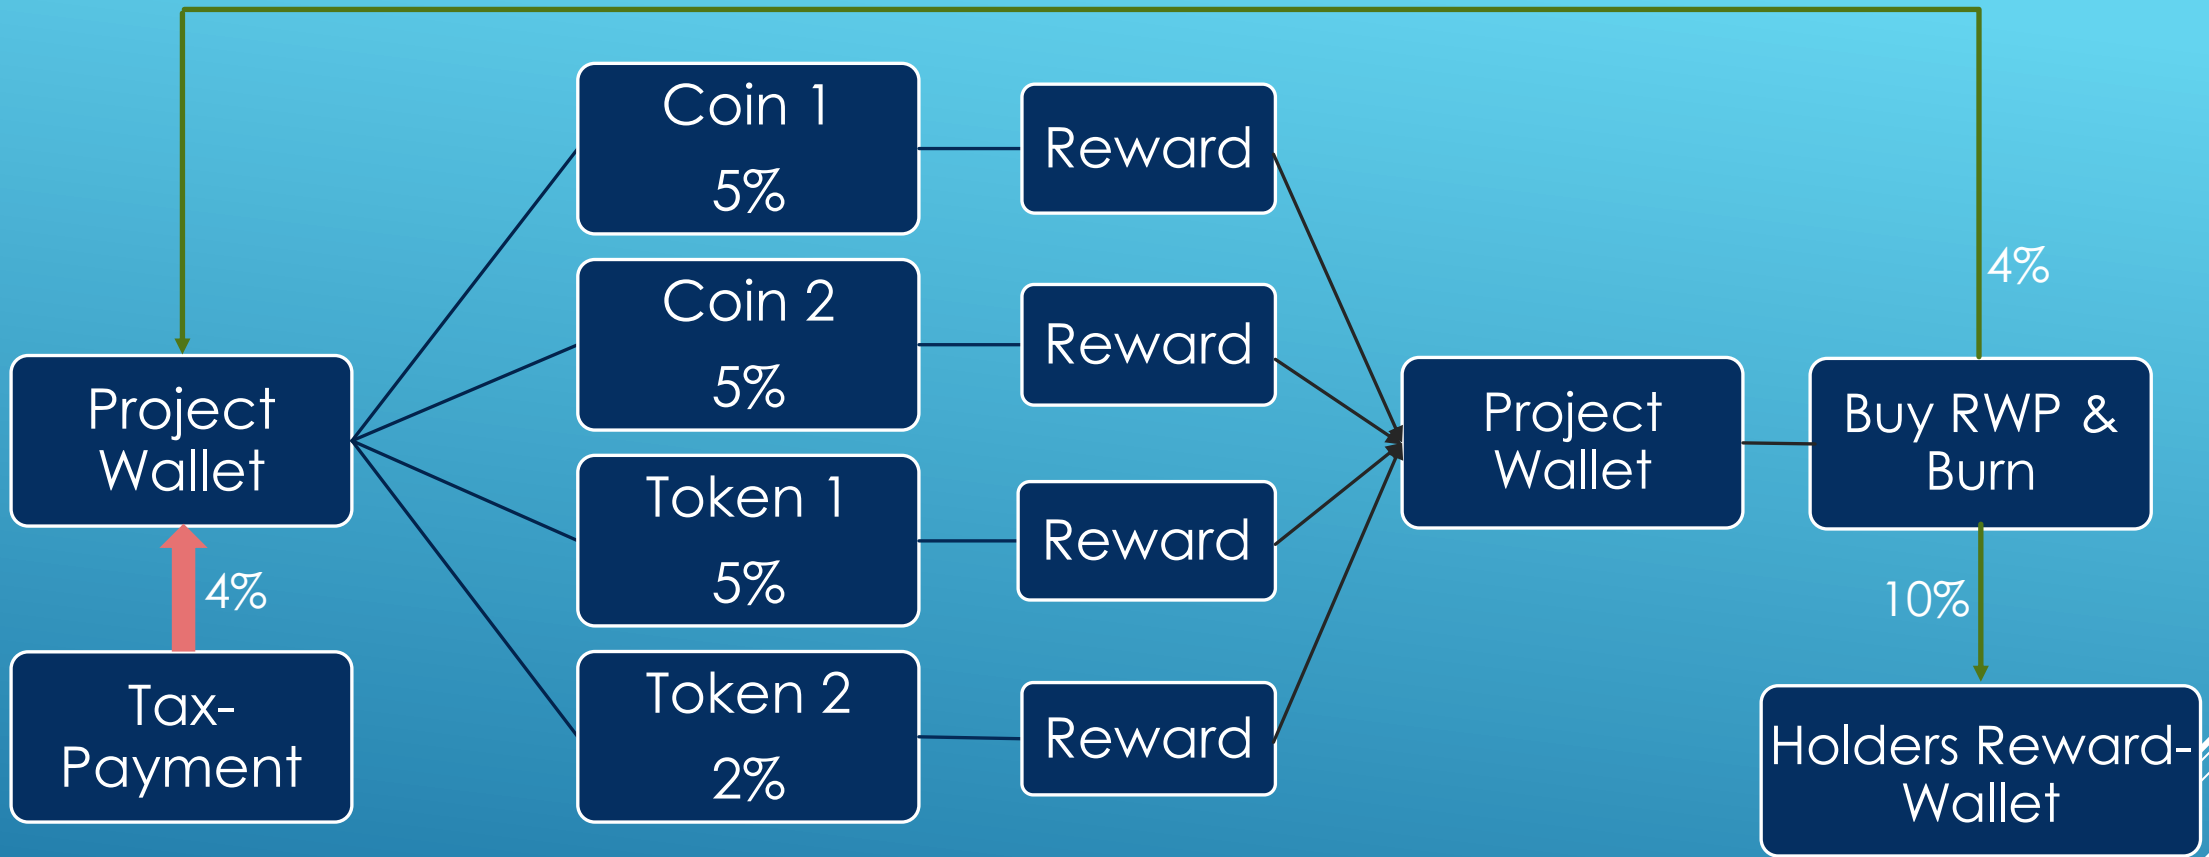 Project
Wallet
4%
Tax-
Payment
Coin 1
5%
Coin 2
5%
Token 1
5%
Token 2
2%
Reward
Reward
Reward
Reward
Project
Wallet
4%
Buy RWP &
Burn
10%
Holders Reward-
Wallet